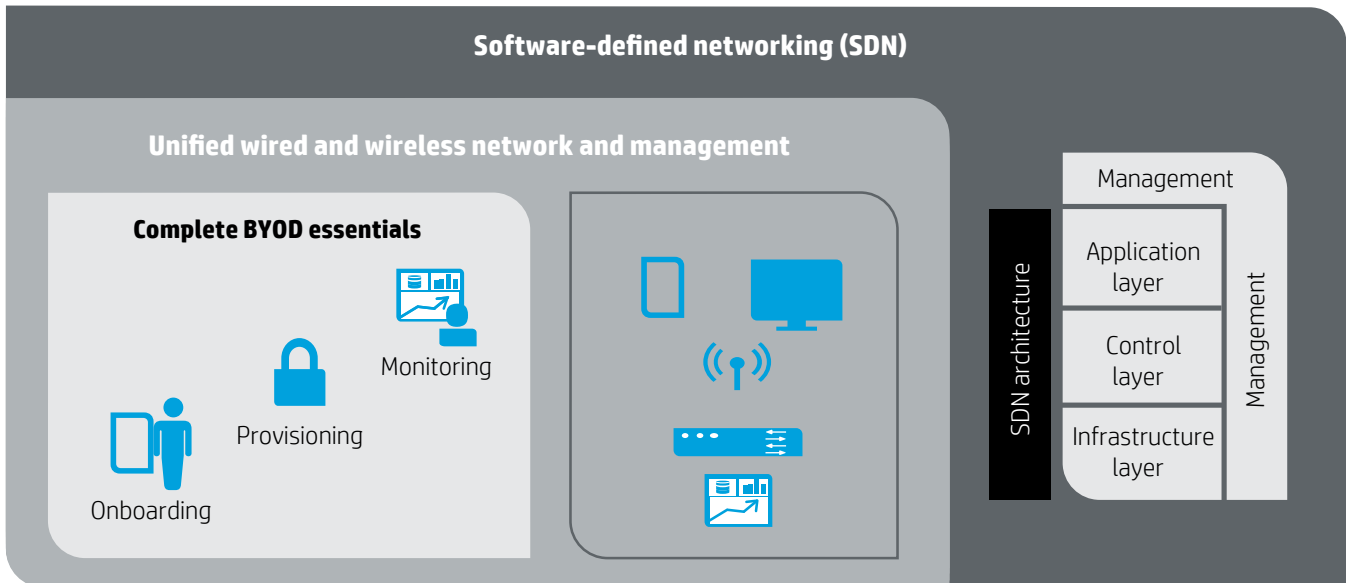 Software-defined networking (SDN)
Unified wired and wireless network and management
Complete BYOD essentials
Monitoring
Provisioning
Onboarding
SDN architecture
Management
Application
layer
Control
layer
Infrastructure
layer
Management